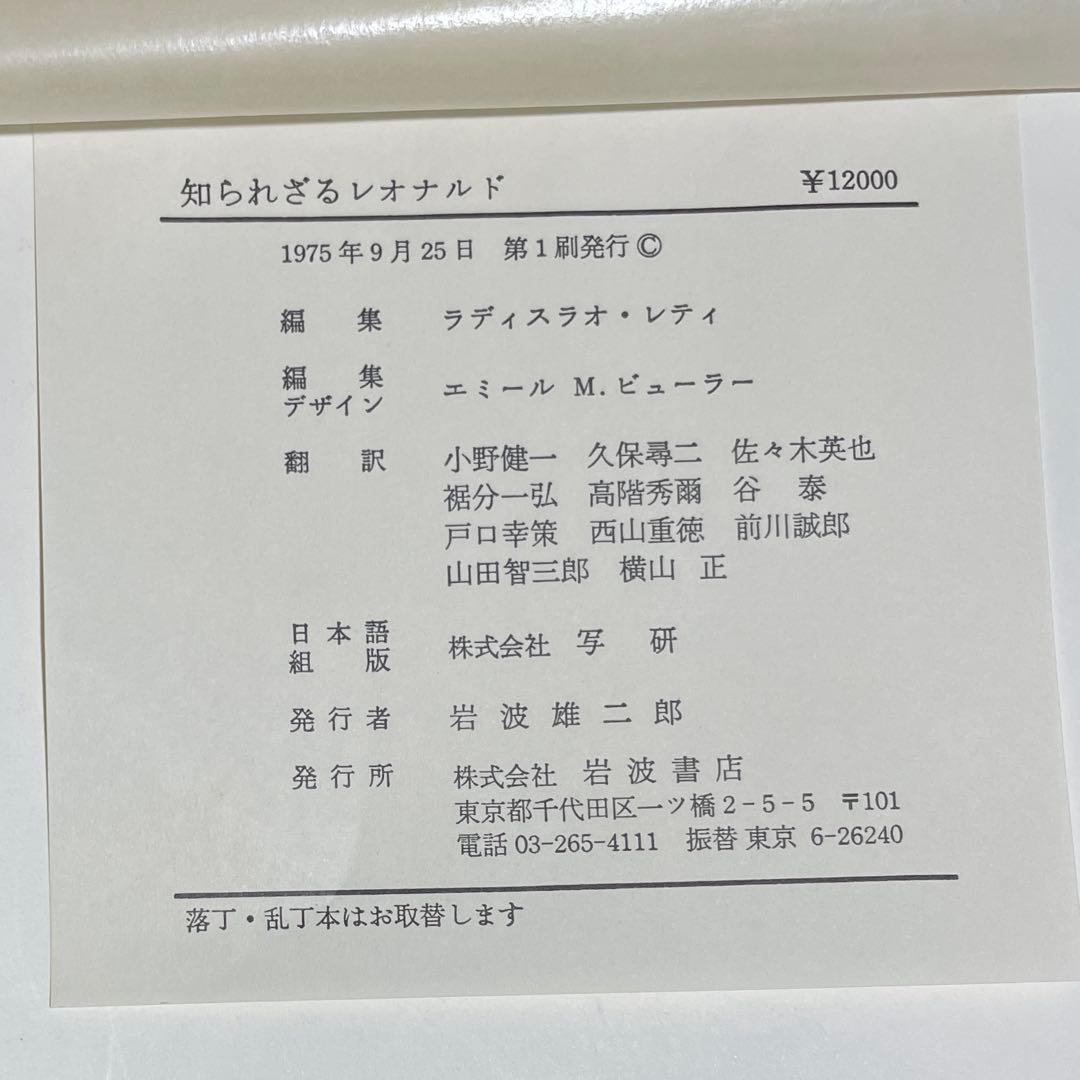 知られざるレオナルド ¥12000
1975年9月25日 第1刷発行 ©
編集 ラディスラオ・レティ
編集
デザイン エミール M.ビューラー
翻訳 小野健一 久保尋二 佐々木英也
裾分一弘 高階秀爾 谷 泰
戸口幸策 西山重徳 前川誠郎
山田智三郎 横山 正
日本語
組版 株式会社 写研
発行者 岩波雄二郎
発行所 株式会社 岩波書店
東京都千代田区一ツ橋2-5-5 〒101
電話 03-265-4111 振替 東京 6-26240
落丁・乱丁本はお取替します